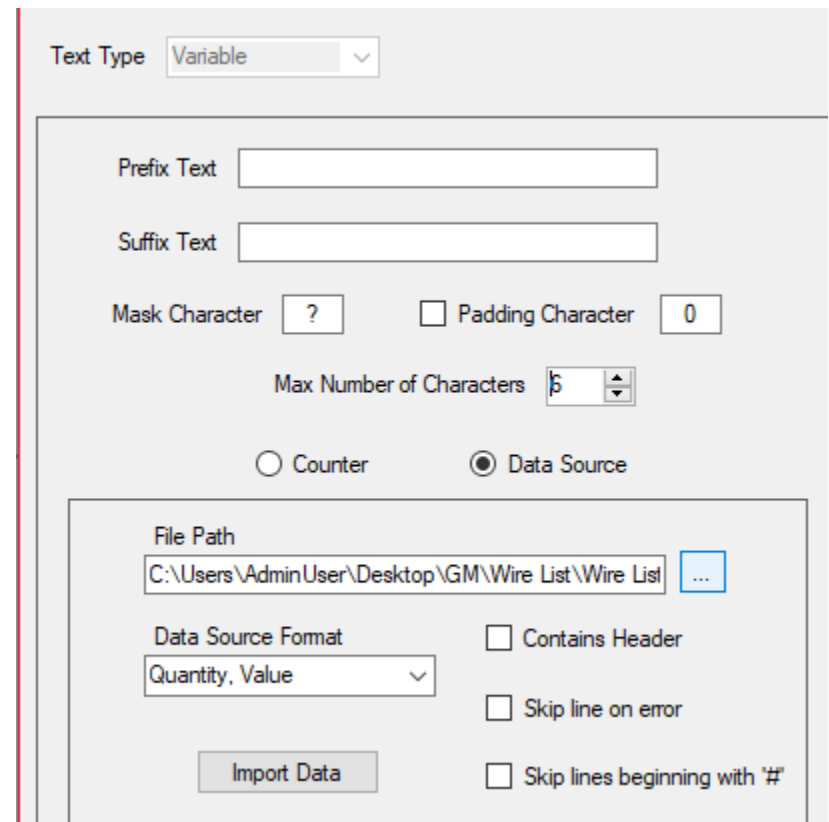 Text Type Variable
Prefix Text
Suffix Text
Mask Character ? Padding Character 0
Max Number of Characters 6
Counter Data Source
File Path
C:\Users\AdminUser\Desktop\GM\Wire List\Wire List ...
Data Source Format Contains Header
Quantity, Value
Skip line on error
Import Data Skip lines beginning with '#'